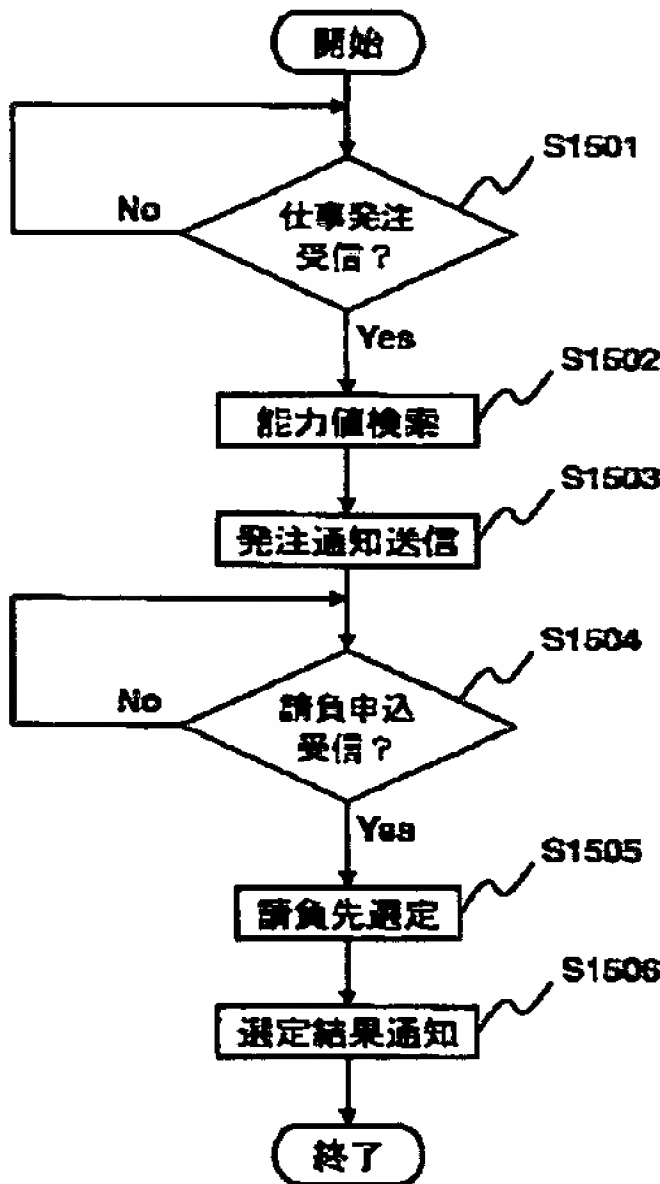 開始
S1501
仕事発注
受信？
No
Yes
S1502
能力値検索
S1503
発注通知送信
S1504
請負申込
受信？
No
Yes
S1505
請負先選定
S1506
選定結果通知
終了